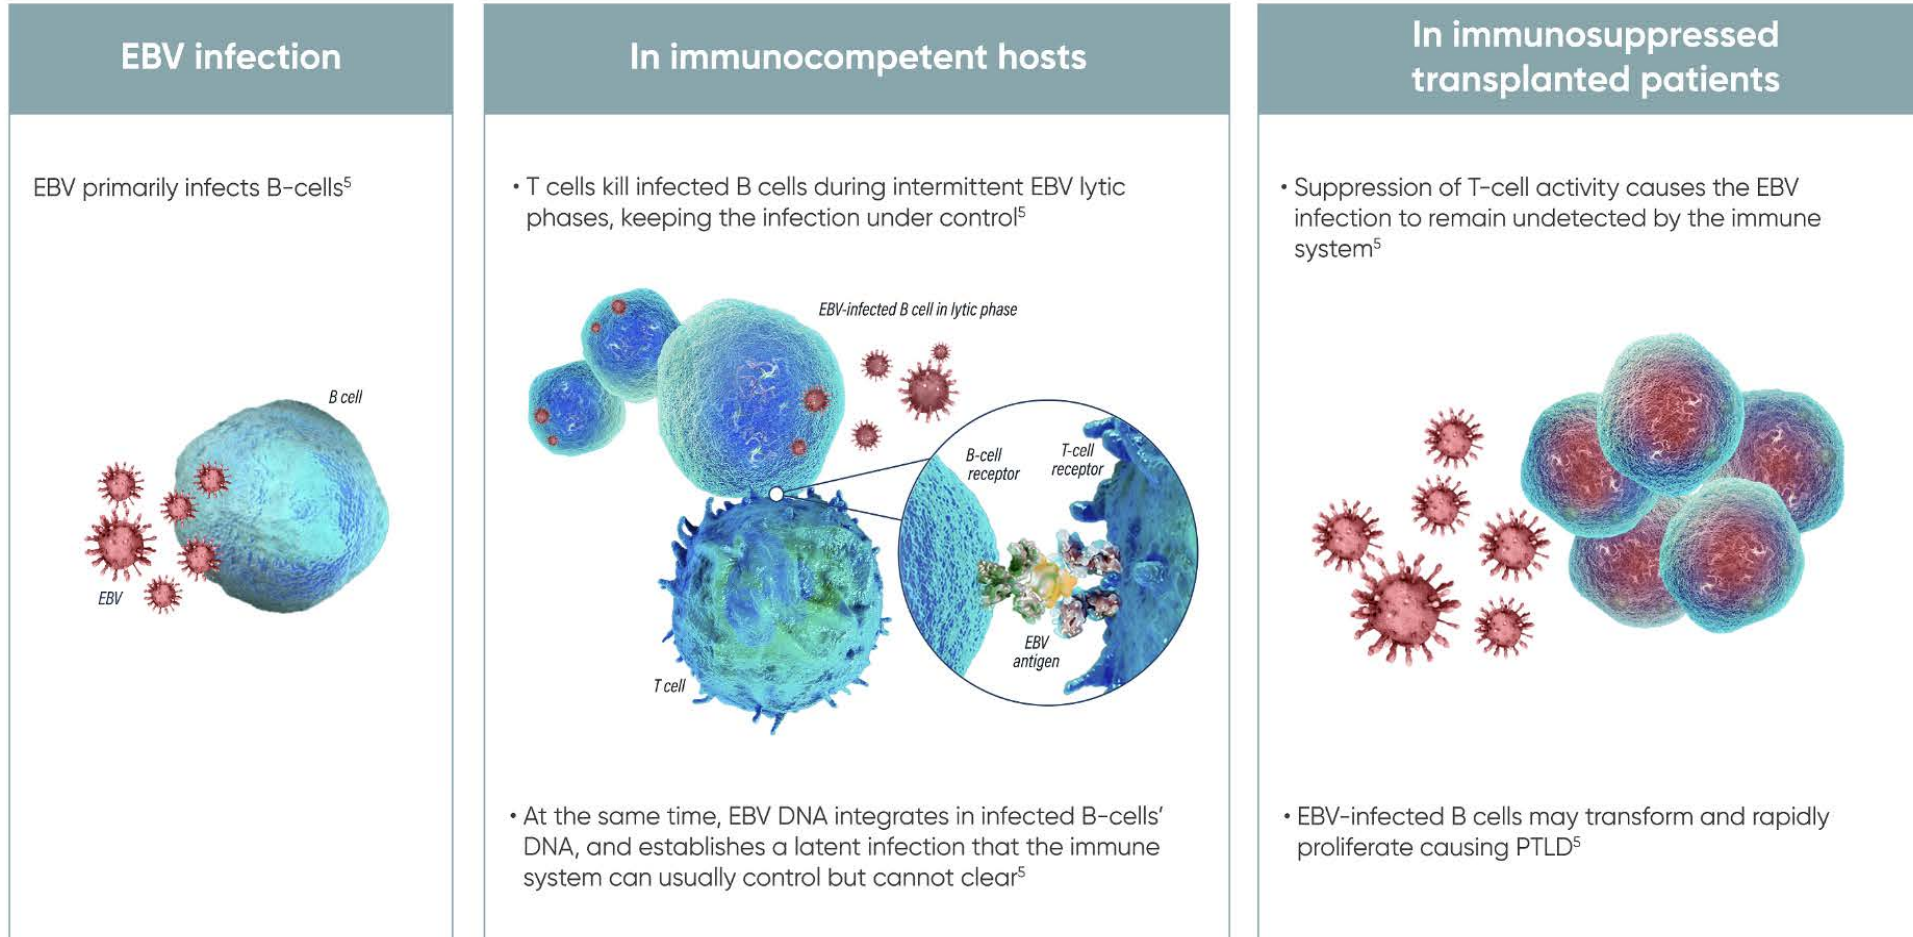 EBV infection
EBV primarily infects B-cells⁵
B cell
EBV
In immunocompetent hosts
• T cells kill infected B cells during intermittent EBV lytic
phases, keeping the infection under control⁵
EBV-infected B cell in lytic phase
B-cell
receptor
T-cell
receptor
EBV
antigen
T cell
• At the same time, EBV DNA integrates in infected B-cells’
DNA, and establishes a latent infection that the immune
system can usually control but cannot clear⁵
In immunosuppressed
transplanted patients
• Suppression of T-cell activity causes the EBV
infection to remain undetected by the immune
system⁵
• EBV-infected B cells may transform and rapidly
proliferate causing PTLD⁵